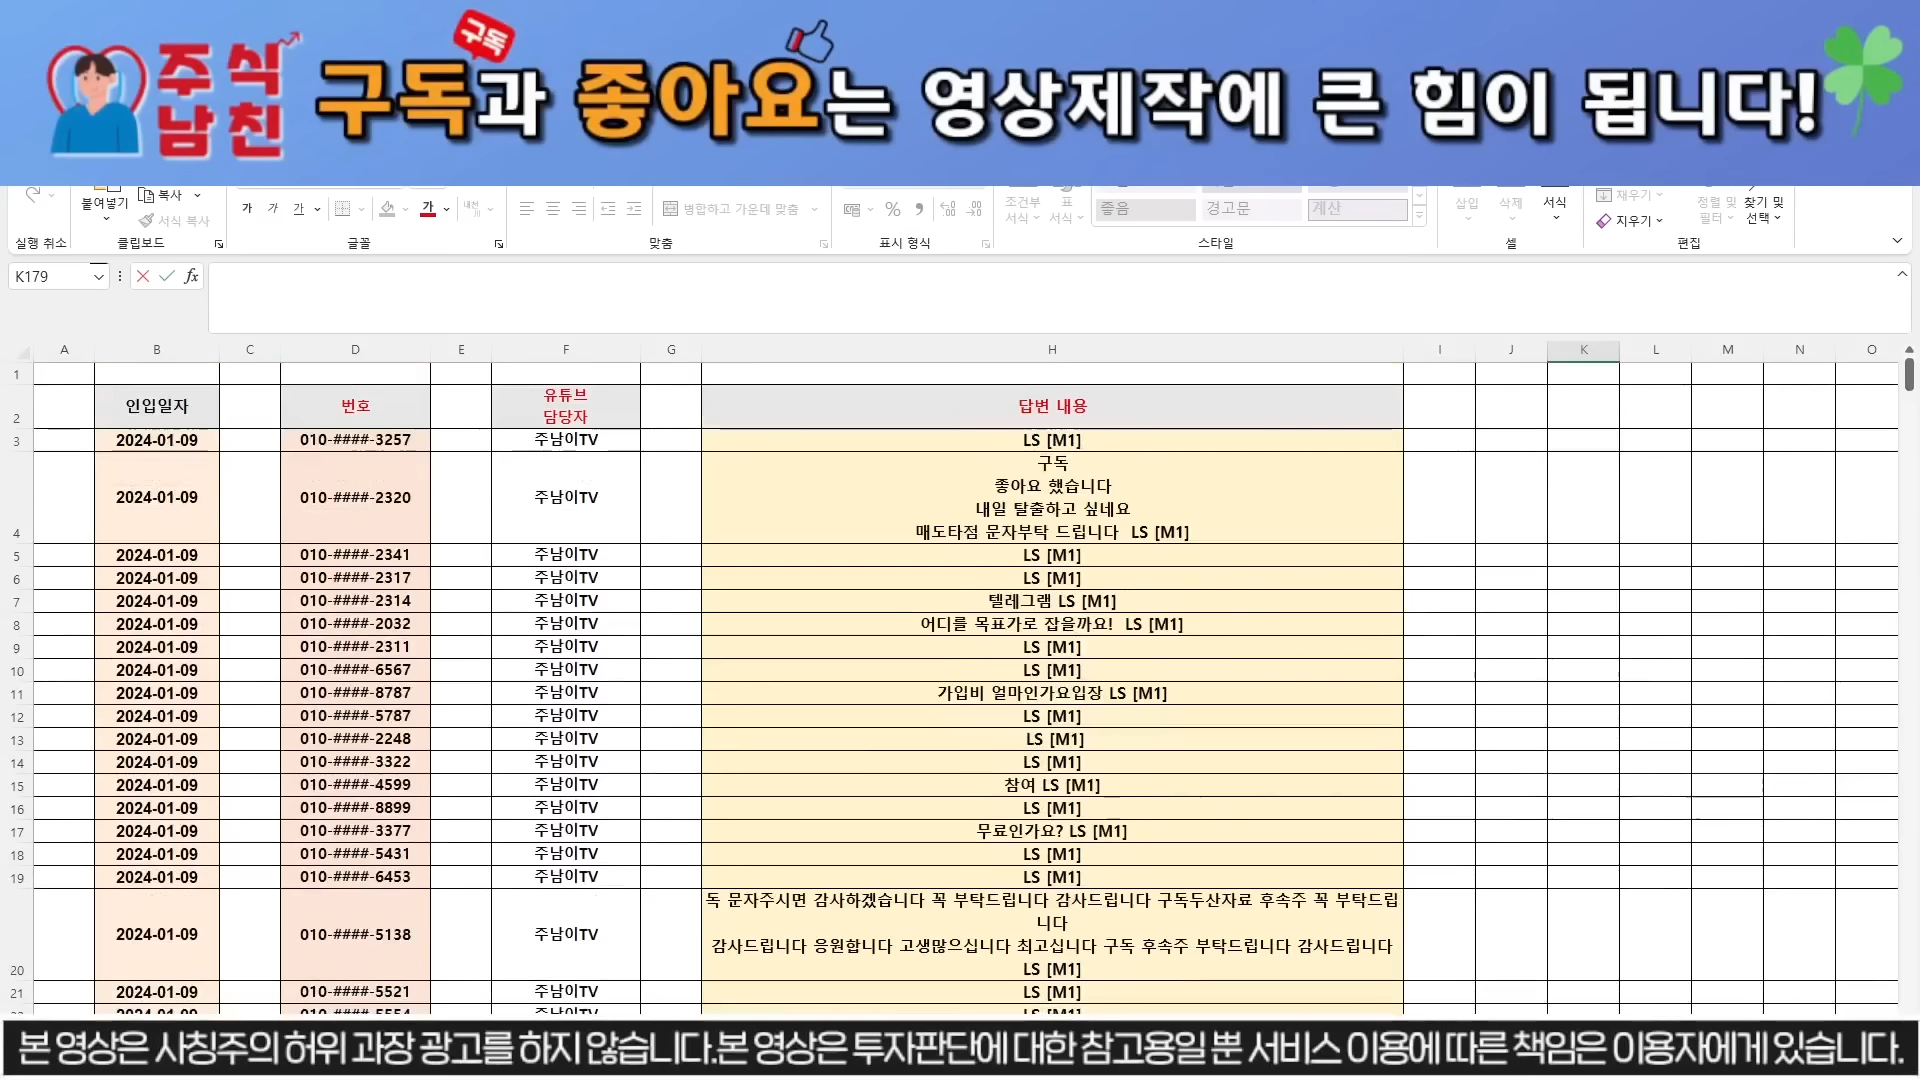 구독
주식
남친
구독과 좋아요는 영상제작에 큰 힘이 됩니다!
붙여넣기
복사
서식 복사
실행 취소
클립보드
가 가 가
가
내천
글꼴
병합하고 가운데 맞춤
맞춤
%
표시 형식
조건부
서식
표
서식
좋음
경고문
계산
스타일
삽입
삭제
서식
셀
채우기
지우기
정렬 및
필터
찾기 및
선택
편집
K179
fx
A B C D E F G H I J K L M N O
1
2 인입일자 번호 유튜브
담당자 답변 내용
3 2024-01-09 010-####-3257 주남이TV LS [M1]
4 2024-01-09 010-####-2320 주남이TV 구독
좋아요 했습니다
내일 탈출하고 싶네요
매도타점 문자부탁 드립니다 LS [M1]
5 2024-01-09 010-####-2341 주남이TV LS [M1]
6 2024-01-09 010-####-2317 주남이TV LS [M1]
7 2024-01-09 010-####-2314 주남이TV 텔레그램 LS [M1]
8 2024-01-09 010-####-2032 주남이TV 어디를 목표가로 잡을까요! LS [M1]
9 2024-01-09 010-####-2311 주남이TV LS [M1]
10 2024-01-09 010-####-6567 주남이TV LS [M1]
11 2024-01-09 010-####-8787 주남이TV 가입비 얼마인가요입장 LS [M1]
12 2024-01-09 010-####-5787 주남이TV LS [M1]
13 2024-01-09 010-####-2248 주남이TV LS [M1]
14 2024-01-09 010-####-3322 주남이TV LS [M1]
15 2024-01-09 010-####-4599 주남이TV 참여 LS [M1]
16 2024-01-09 010-####-8899 주남이TV LS [M1]
17 2024-01-09 010-####-3377 주남이TV 무료인가요? LS [M1]
18 2024-01-09 010-####-5431 주남이TV LS [M1]
19 2024-01-09 010-####-6453 주남이TV LS [M1]
20 2024-01-09 010-####-5138 주남이TV 독 문자주시면 감사하겠습니다 꼭 부탁드립니다 감사드립니다 구독두산자료 후속주 꼭 부탁드립
니다
감사드립니다 응원합니다 고생많으십니다 최고십니다 구독 후속주 부탁드립니다 감사드립니다
LS [M1]
21 2024-01-09 010-####-5521 주남이TV LS [M1]
본 영상은 사칭주의 허위 과장 광고를 하지 않습니다.본 영상은 투자판단에 대한 참고용일 뿐 서비스 이용에 따른 책임은 이용자에게 있습니다.